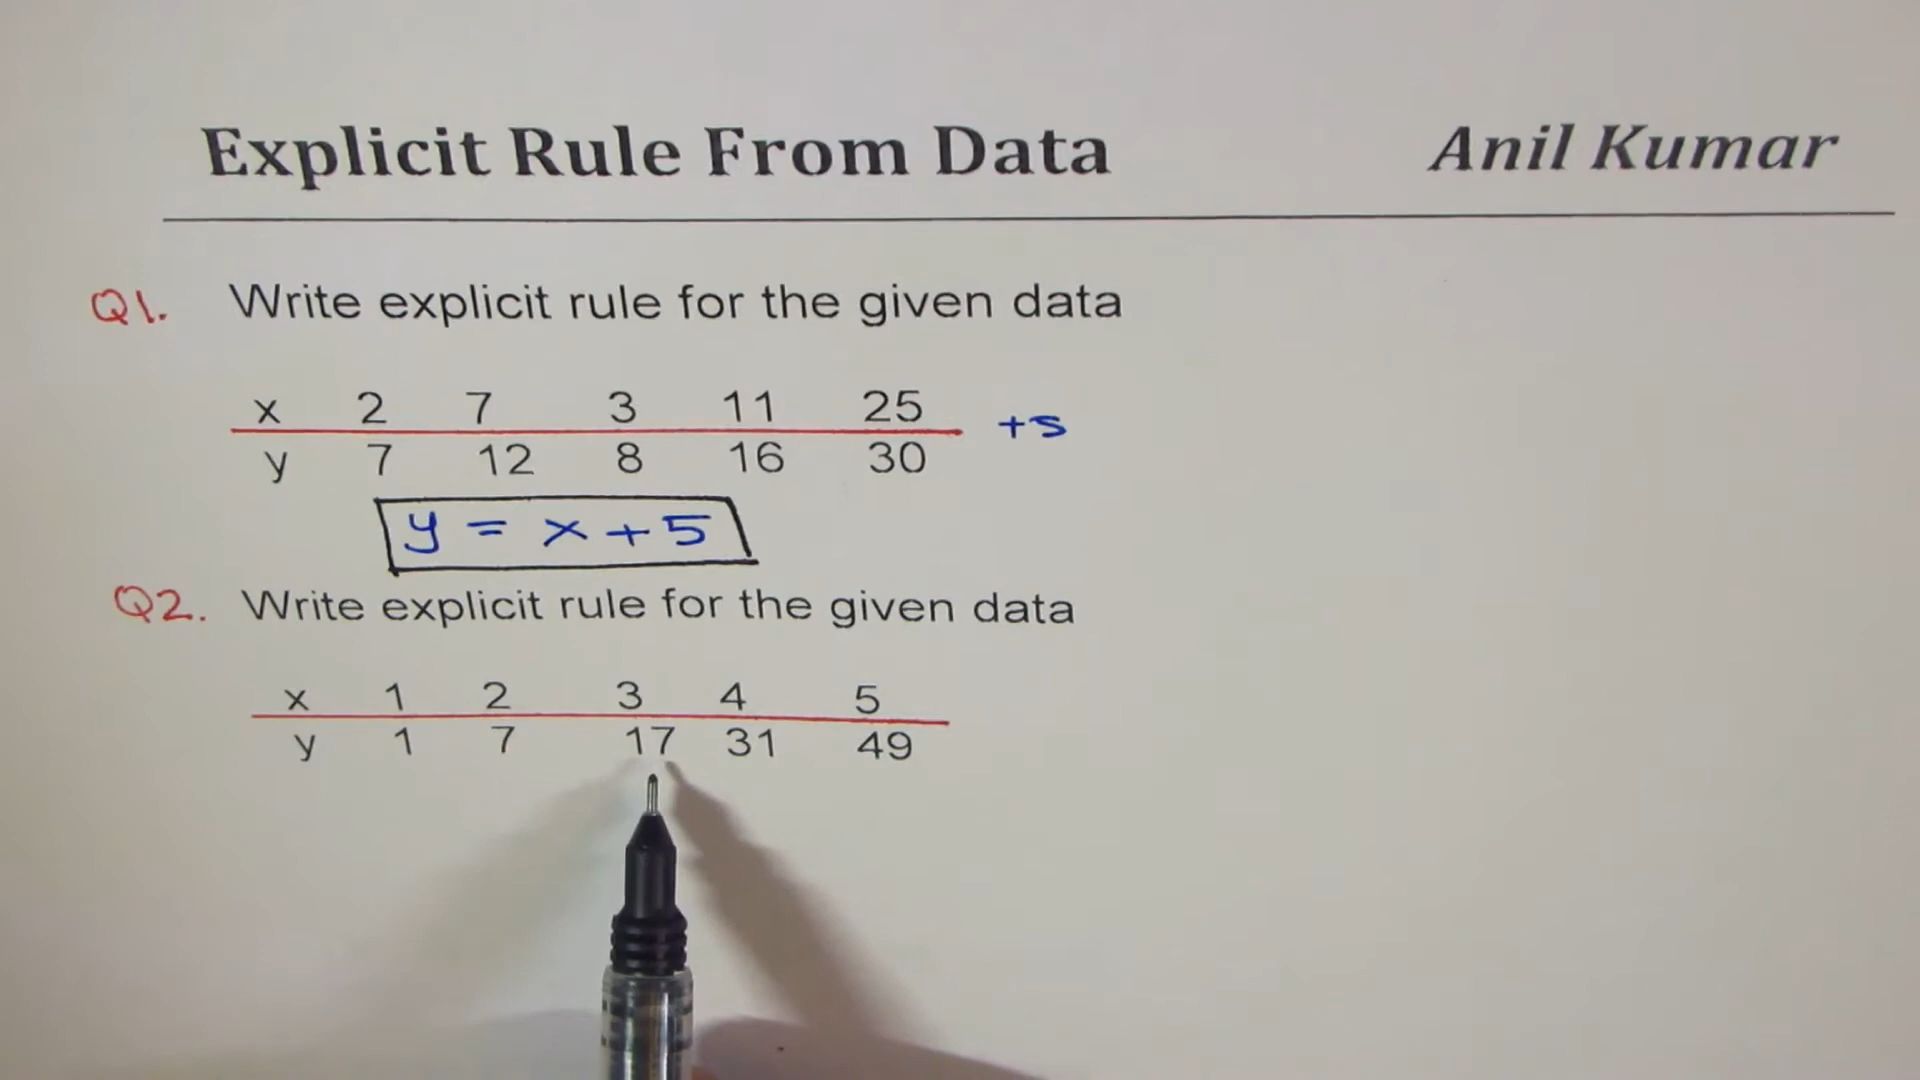 Explicit Rule From Data Anil Kumar
Q1. Write explicit rule for the given data
x 2 7 3 11 25 +5
y 7 12 8 16 30
y = x + 5
Q2. Write explicit rule for the given data
x 1 2 3 4 5
y 1 7 17 31 49